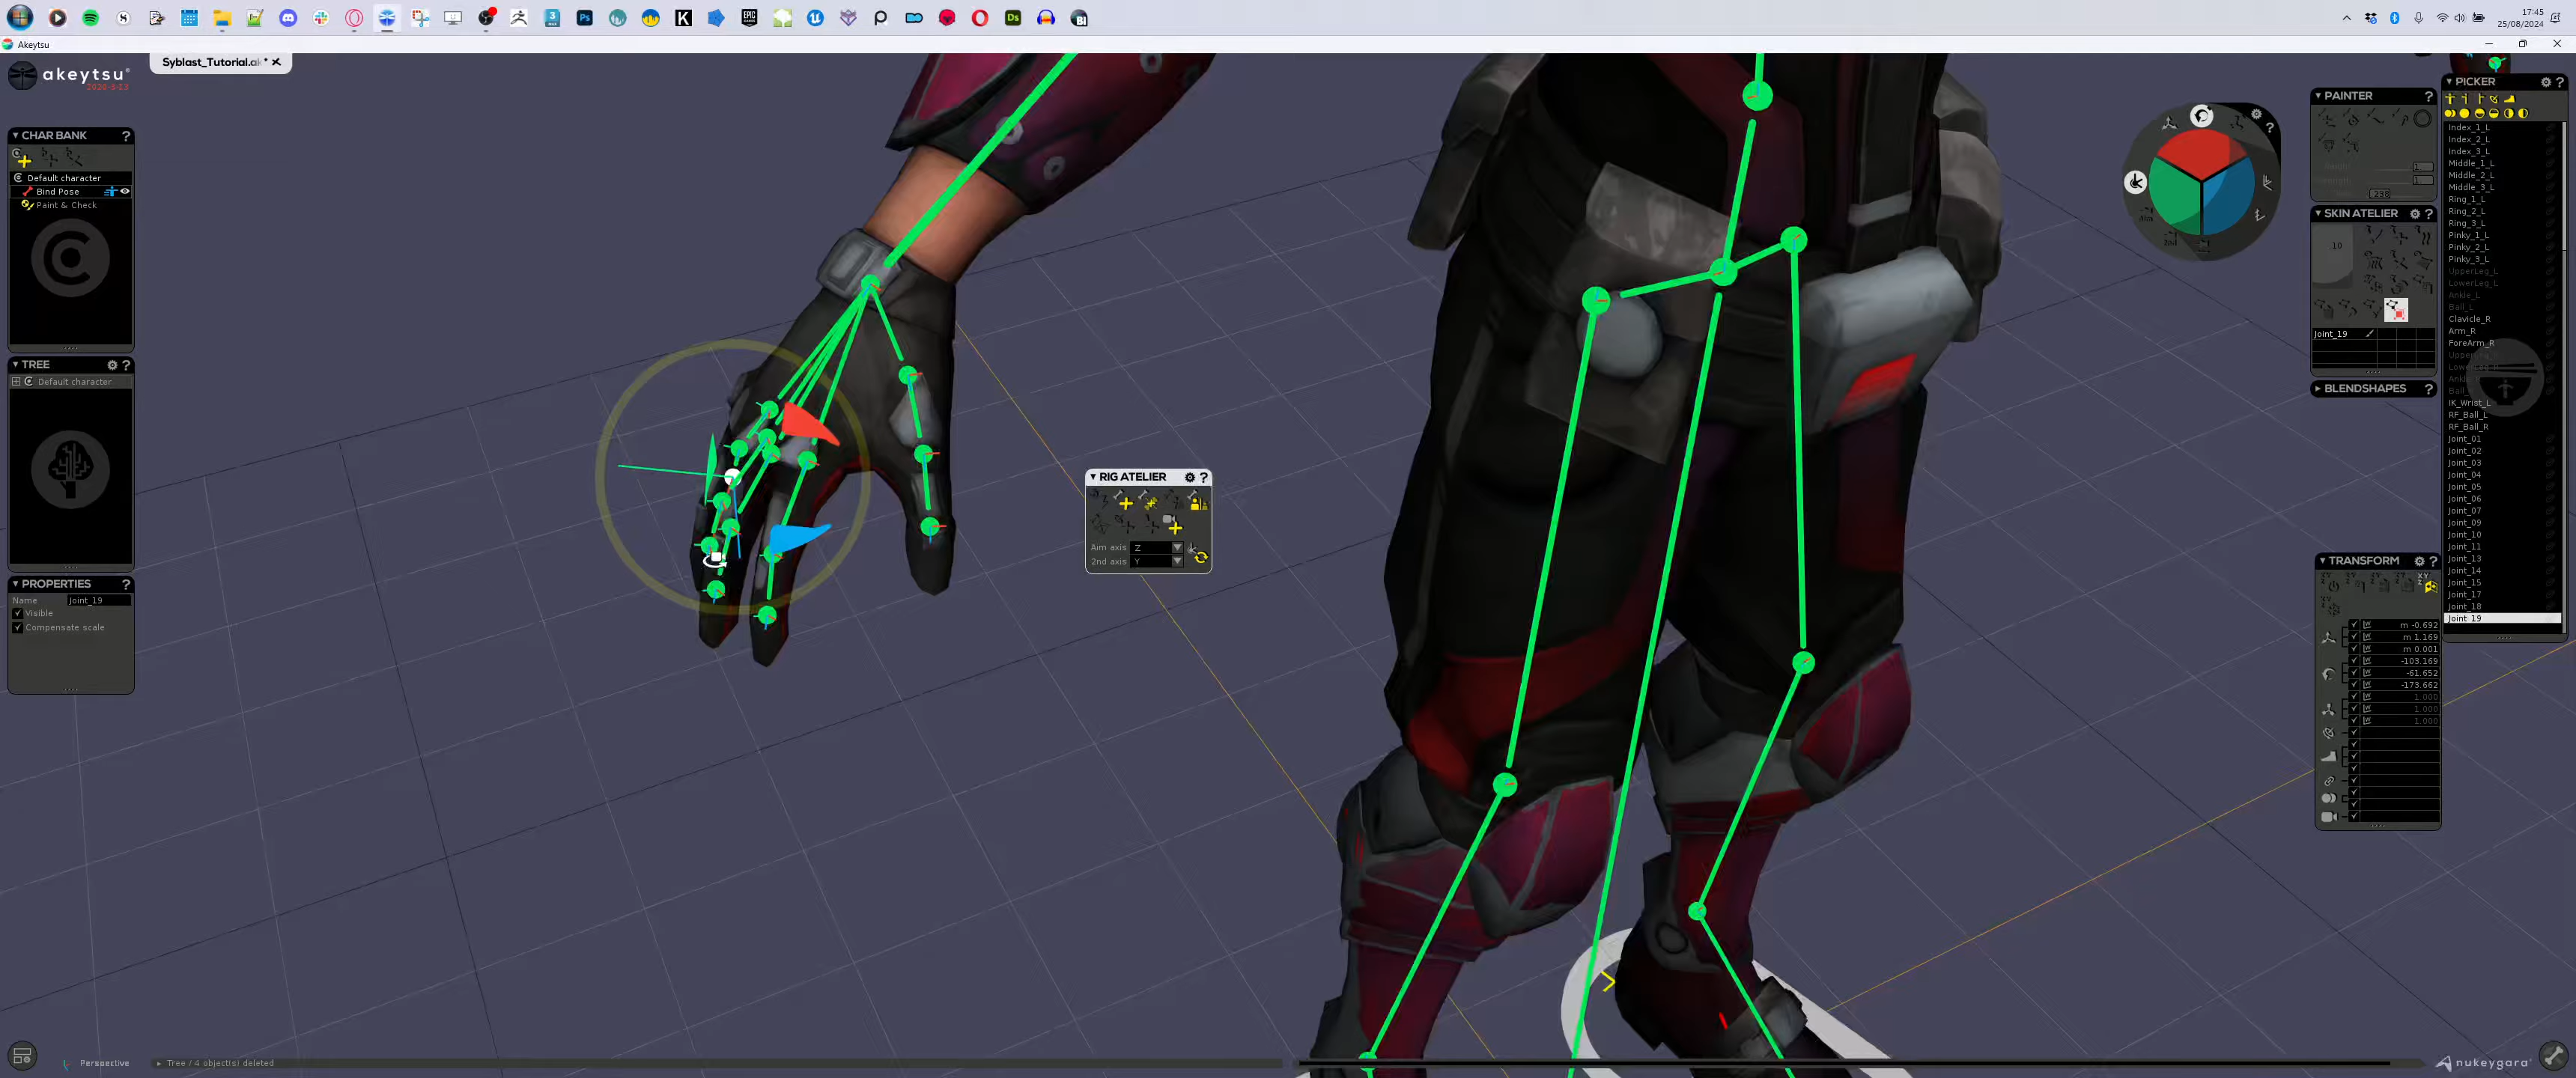 17:45
25/08/2024
Akeytsu
akeytsu
Syblast_Tutorial.ak*
CHAR BANK ?
Default character
Bind Pose
Paint & Check
TREE ?
Default character
PROPERTIES ?
Name Joint_19
Visible
Compensate scale
RIG ATELIER ?
Aim axis Z
2nd axis Y
PAINTER ?
SKIN ATELIER ?
10
Joint_19
BLENDSHAPES ?
TRANSFORM ?
m -0.692
m 1.169
m 0.001
-103.169
-61.652
-173.662
1.000
1.000
1.000
PICKER ?
Index_1_L
Index_2_L
Index_3_L
Middle_1_L
Middle_2_L
Middle_3_L
Ring_1_L
Ring_2_L
Ring_3_L
Pinky_1_L
Pinky_2_L
Pinky_3_L
UpperLeg_L
LowerLeg_L
Ankle_L
Ball_L
Clavicle_R
Arm_R
ForeArm_R
IK_Wrist_L
RF_Ball_L
RF_Ball_R
Joint_01
Joint_02
Joint_03
Joint_04
Joint_05
Joint_06
Joint_07
Joint_09
Joint_10
Joint_11
Joint_13
Joint_14
Joint_15
Joint_17
Joint_18
Joint_19
Perspective
Tree / 4 object(s) deleted
nukeygara